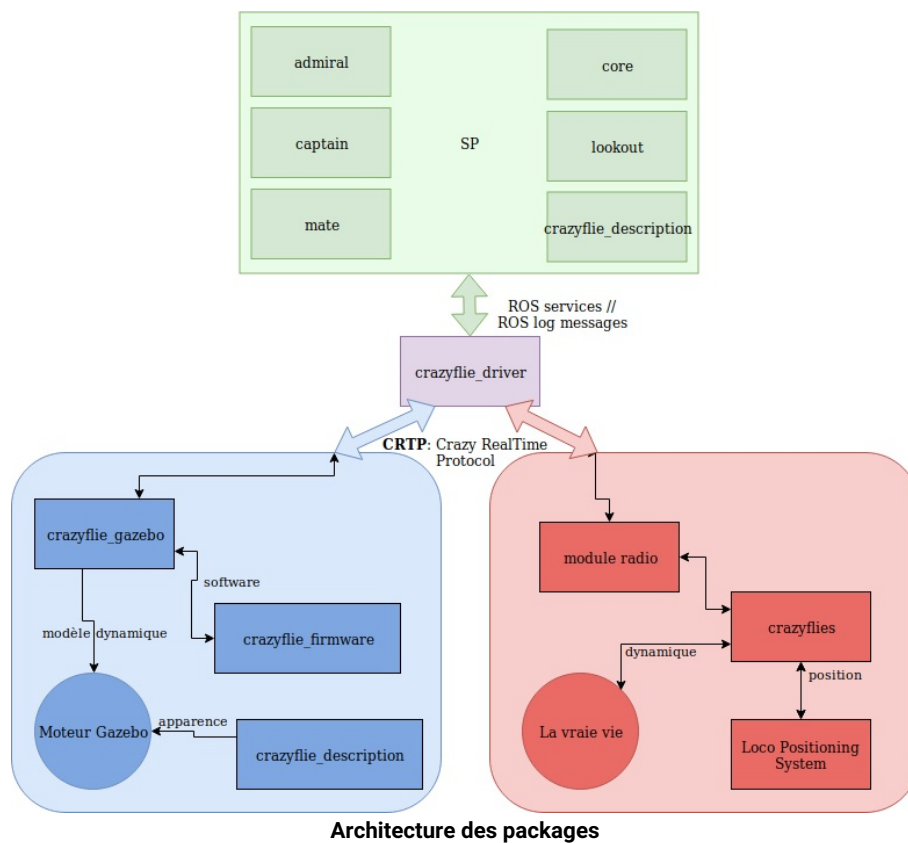 admiral
core
captain
SP
lookout
mate
crazyflie_description
ROS services //
ROS log messages
crazyflie_driver
CRTP: Crazy RealTime
Protocol
crazyflie_gazebo
software
modèle dynamique
crazyflie_firmware
Moteur Gazebo
apparence
crazyflie_description
module radio
crazyflies
dynamique
position
La vraie vie
Loco Positioning
System
Architecture des packages